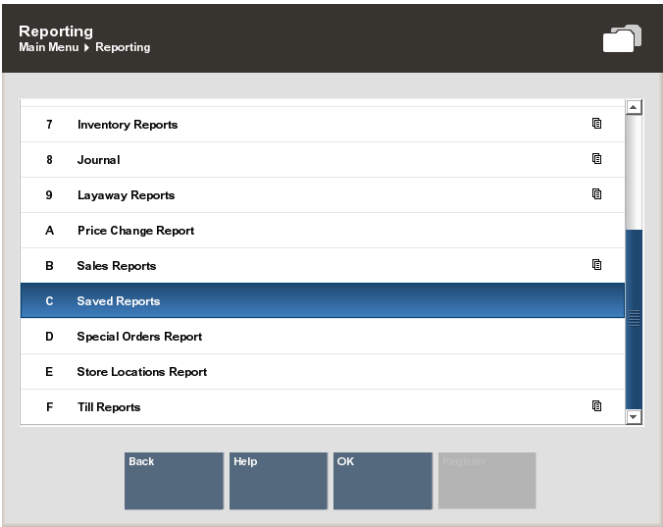 Reporting
Main Menu ▸ Reporting
7 Inventory Reports
8 Journal
9 Layaway Reports
A Price Change Report
B Sales Reports
C Saved Reports
D Special Orders Report
E Store Locations Report
F Till Reports
Back Help OK Register